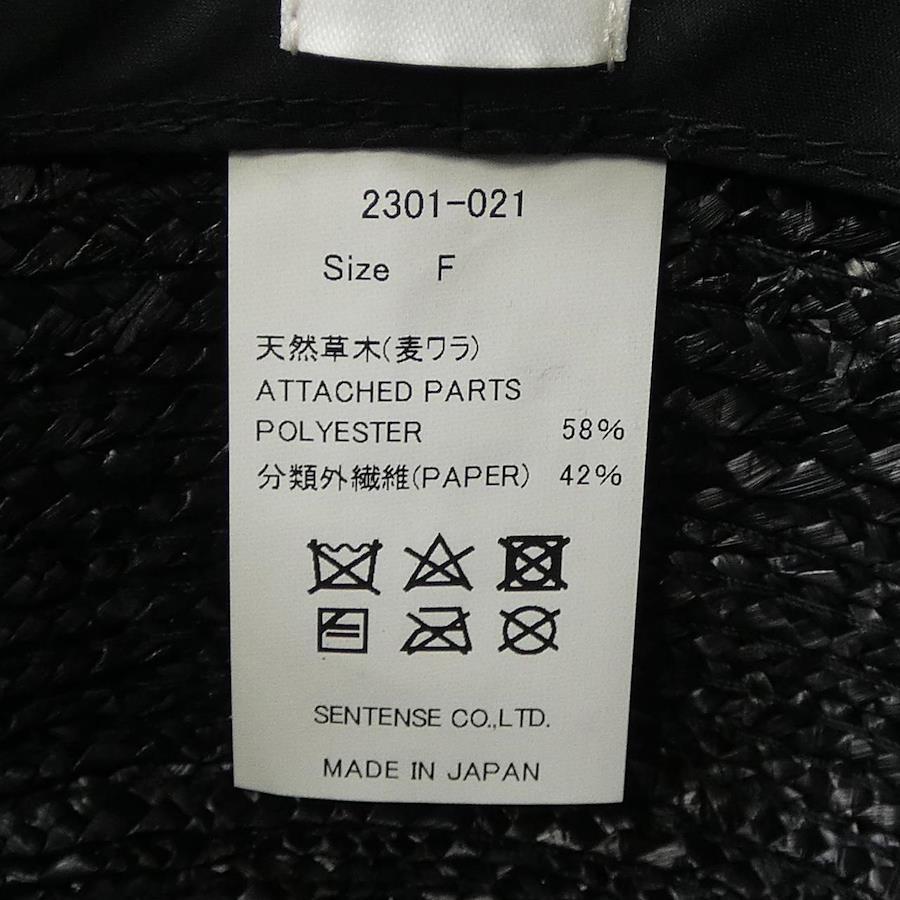 2301-021
Size F
天然草木(麦ワラ)
ATTACHED PARTS
POLYESTER 58%
分類外繊維(PAPER) 42%
SENTENSE CO.,LTD.
MADE IN JAPAN